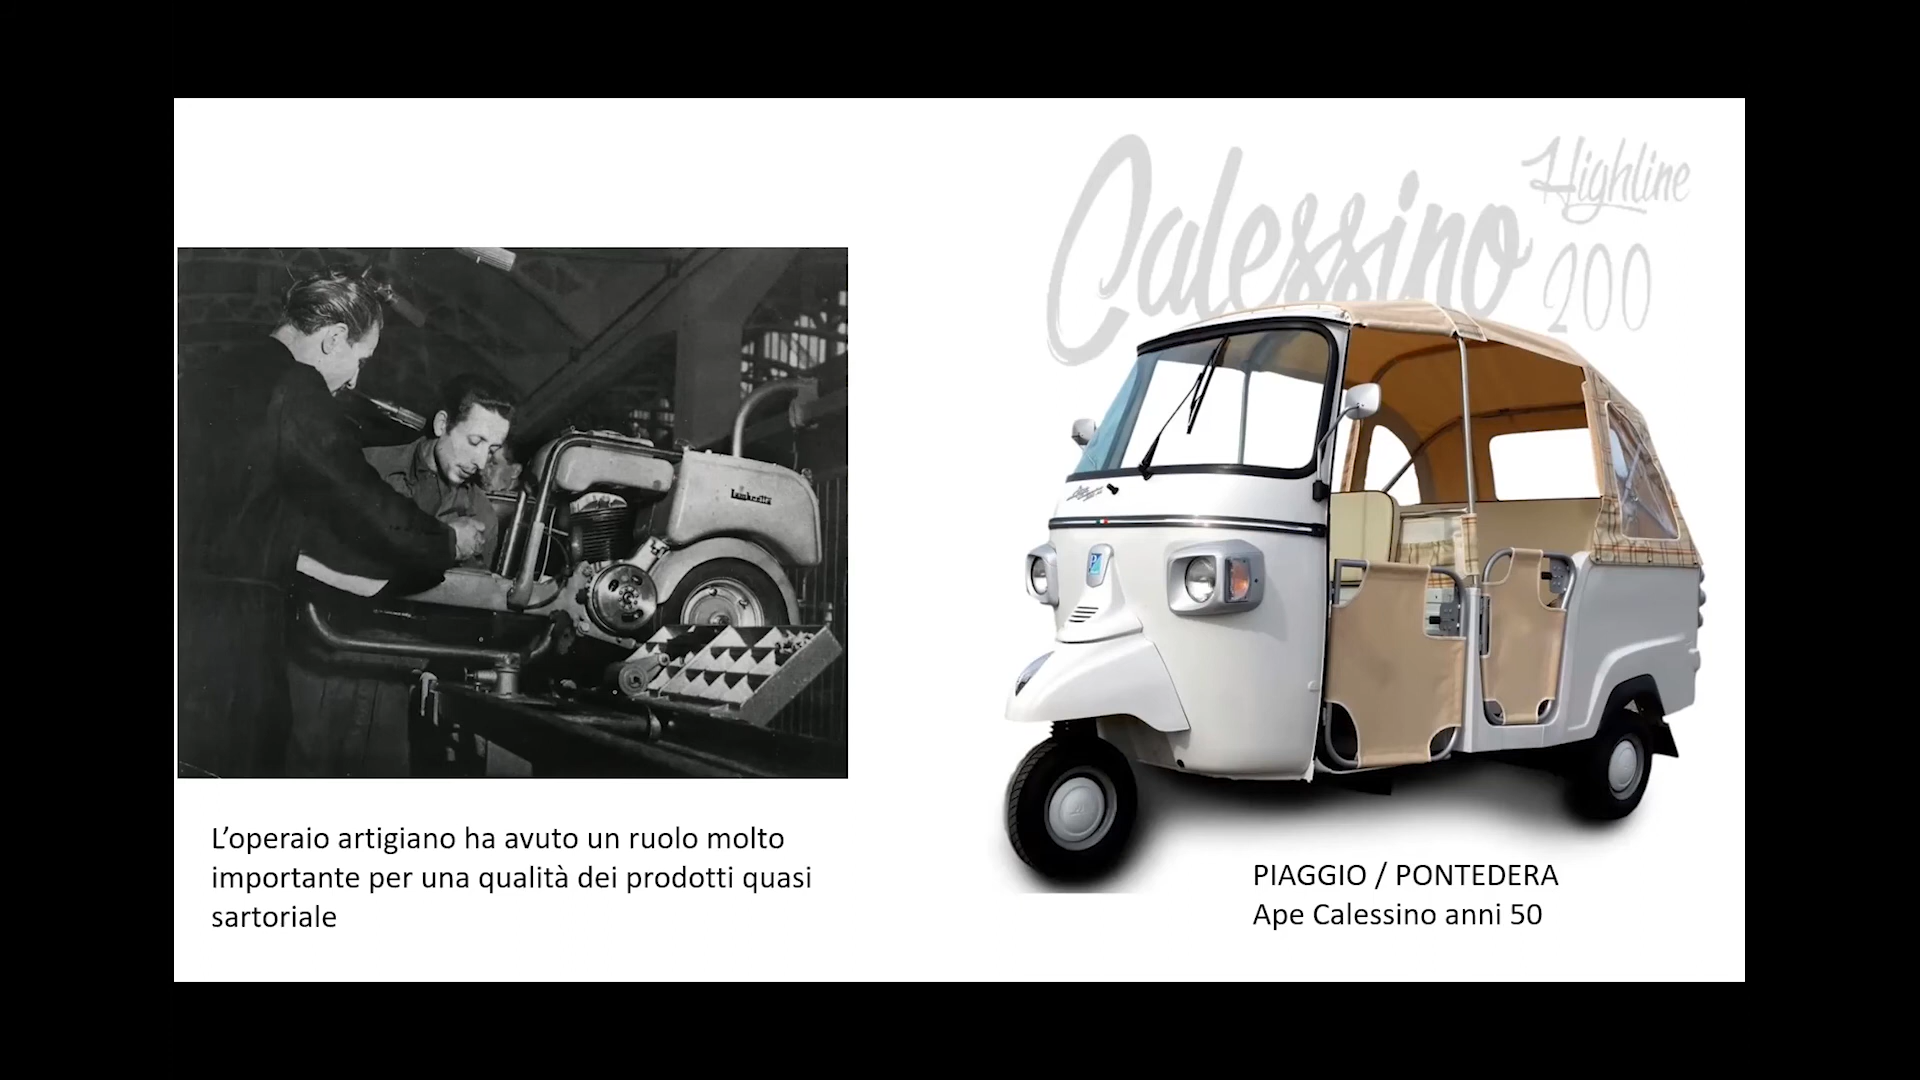 Calessino
Highline
200
Lambretta
L’operaio artigiano ha avuto un ruolo molto
importante per una qualità dei prodotti quasi
sartoriale
PIAGGIO / PONTEDERA
Ape Calessino anni 50